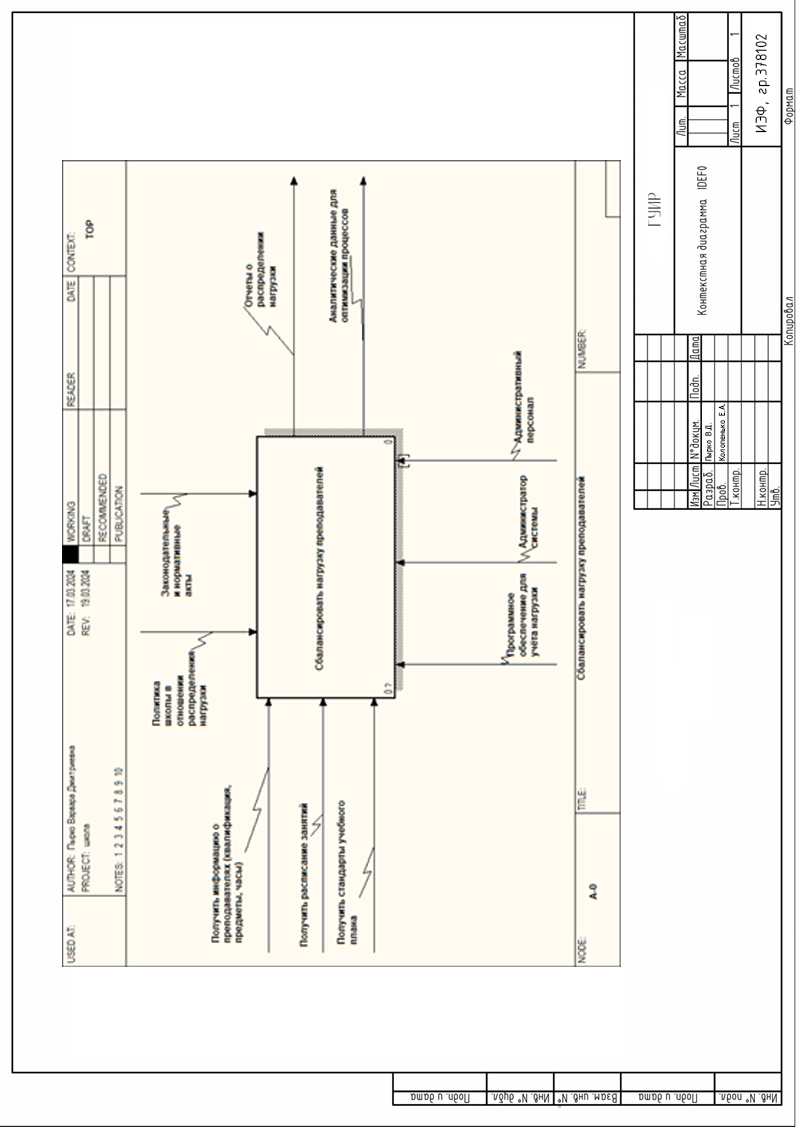 USED AT:
AUTHOR: Пырко Варвара Дмитриевна
DATE: 17.03.2024
PROJECT: школа
REV: 19.03.2024
NOTES: 1 2 3 4 5 6 7 8 9 10
WORKING
DRAFT
RECOMMENDED
PUBLICATION
READER
DATE
CONTEXT:
TOP
Политика
школы в
отношении
распределения
нагрузки
Законодательные
и нормативные
акты
Получить информацию о
преподавателях (квалификация,
предметы, часы)
Получить расписание занятий
Получить стандарты учебного
плана
Сбалансировать нагрузку преподавателей
0 ?
0
Отчеты о
распределении
нагрузки
Аналитические данные для
оптимизации процессов
Программное
обеспечение для
учёта нагрузки
Администратор
системы
Административный
персонал
NODE:
A-0
TITLE:
Сбалансировать нагрузку преподавателей
NUMBER:
ГУИР
Изм Лист N°докум. Подп. Дата
Разраб. Пырко В.Д.
Пров. Колопенько Е.А.
Т.контр.
Н.контр.
Утв.
Контекстная диаграмма IDEF0
Лит. Масса Масштаб
Лист 1 Листов 1
ИЭФ, гр.378102
Копировал
Формат
Инв. N° подл.
Подп. и дата
Взам. инв. N°
Инв. N° дубл.
Подп. и дата